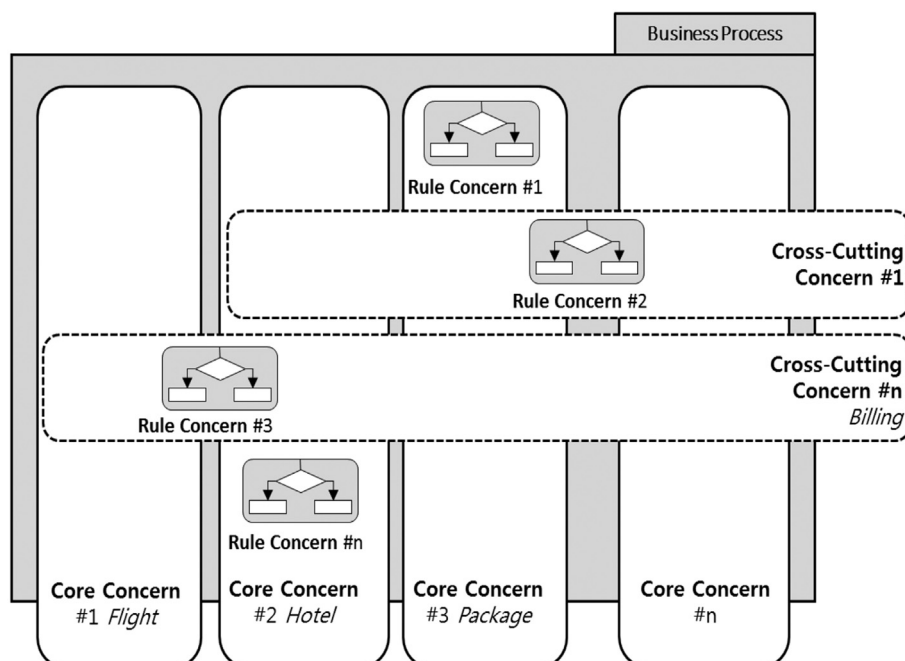 Business Process
Rule Concern #1
Rule Concern #2
Cross-Cutting
Concern #1
Rule Concern #3
Cross-Cutting
Concern #n
Billing
Rule Concern #n
Core Concern
#1 Flight
Core Concern
#2 Hotel
Core Concern
#3 Package
Core Concern
#n